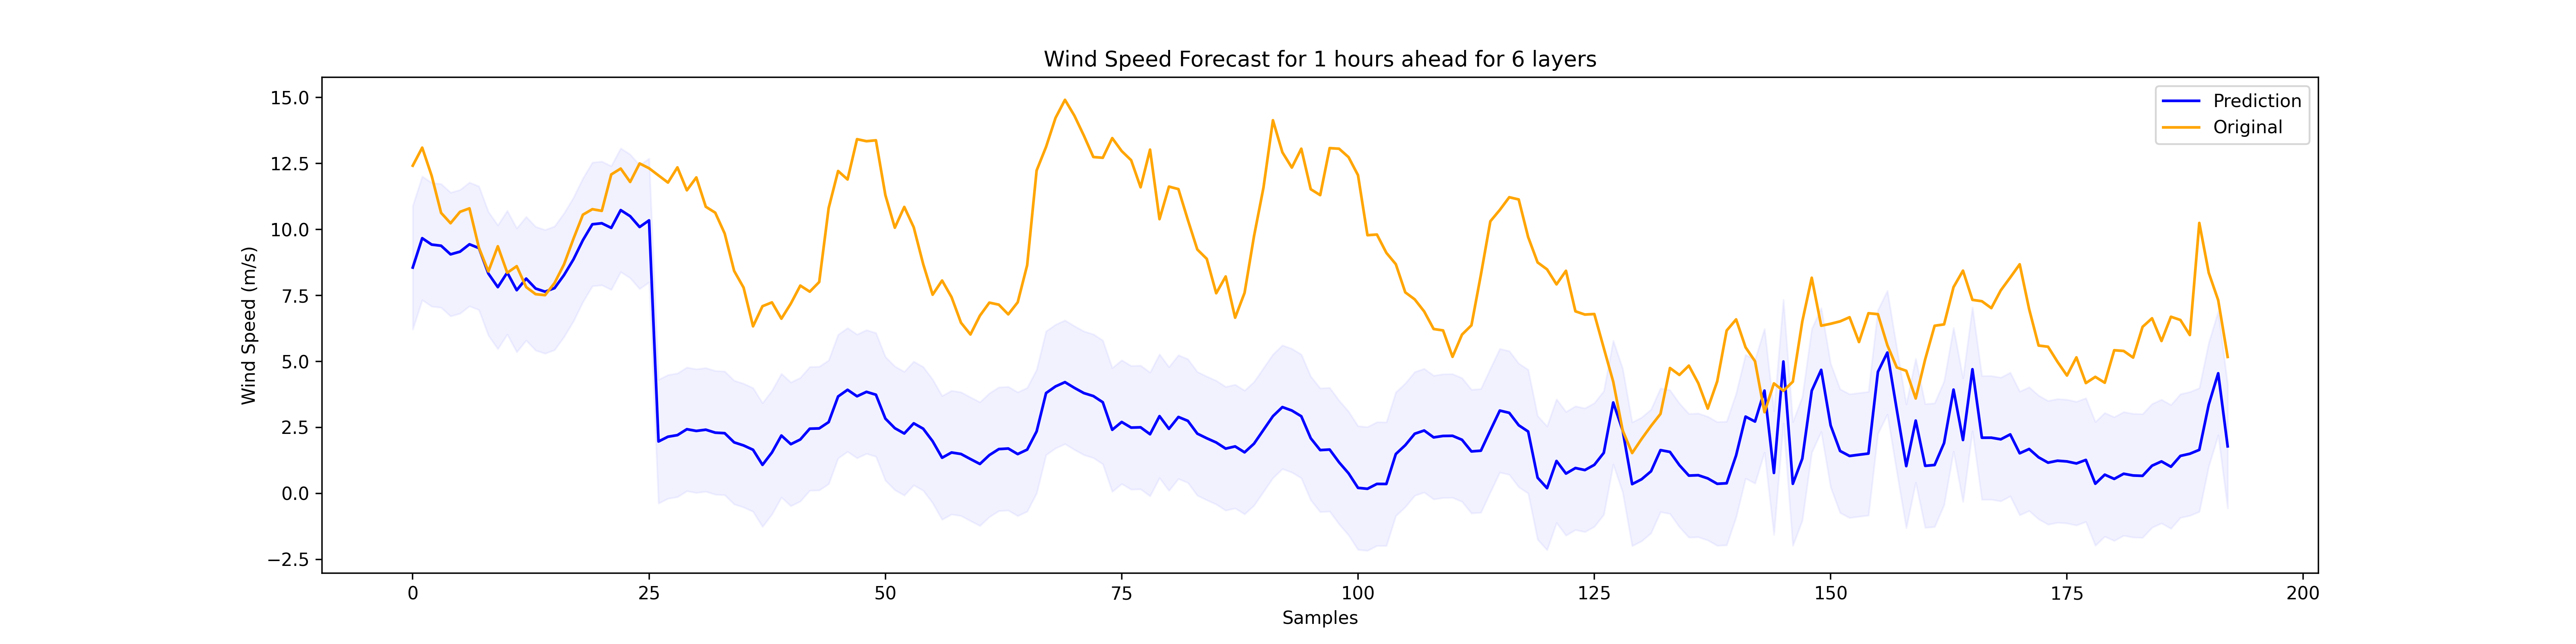 Wind Speed Forecast for 1 hours ahead for 6 layers
Prediction
Original
Wind Speed (m/s)
15.0
12.5
10.0
7.5
5.0
2.5
0.0
−2.5
0 25 50 75 100 125 150 175 200
Samples